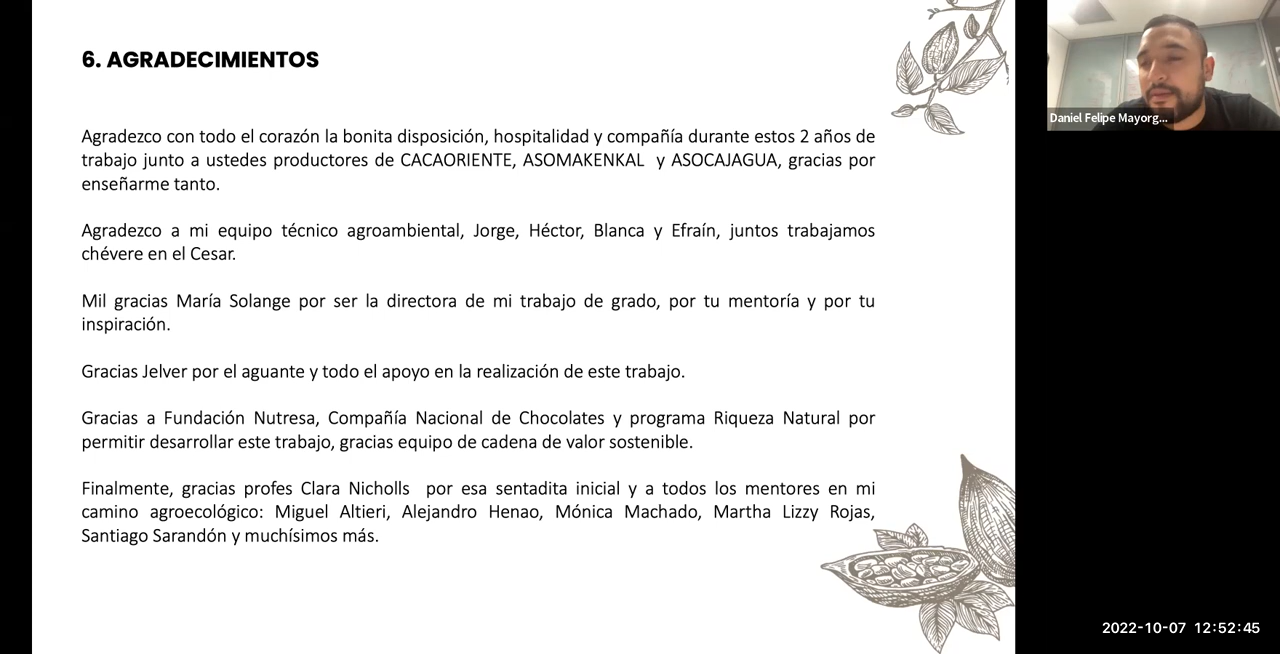 6. AGRADECIMIENTOS
Agradezco con todo el corazón la bonita disposición, hospitalidad y compañía durante estos 2 años de
trabajo junto a ustedes productores de CACAORIENTE, ASOMAKENKAL y ASOCAJAGUA, gracias por
enseñarme tanto.
Agradezco a mi equipo técnico agroambiental, Jorge, Héctor, Blanca y Efraín, juntos trabajamos
chévere en el Cesar.
Mil gracias María Solange por ser la directora de mi trabajo de grado, por tu mentoría y por tu
inspiración.
Gracias Jelver por el aguante y todo el apoyo en la realización de este trabajo.
Gracias a Fundación Nutresa, Compañía Nacional de Chocolates y programa Riqueza Natural por
permitir desarrollar este trabajo, gracias equipo de cadena de valor sostenible.
Finalmente, gracias profes Clara Nicholls por esa sentadita inicial y a todos los mentores en mi
camino agroecológico: Miguel Altieri, Alejandro Henao, Mónica Machado, Martha Lizzy Rojas,
Santiago Sarandón y muchísimos más.
Daniel Felipe Mayorg...
2022-10-07 12:52:45